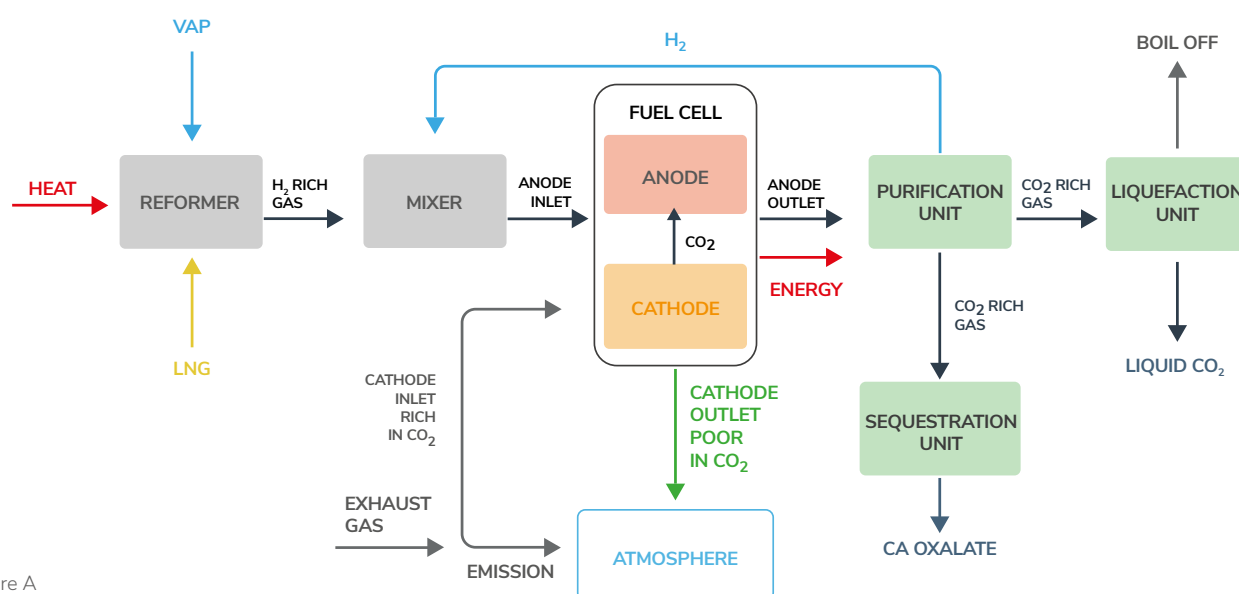 VAP
H2
BOIL OFF
FUEL CELL
HEAT
REFORMER
H2 RICH
GAS
MIXER
ANODE
INLET
ANODE
CO2
CATHODE
ANODE
OUTLET
ENERGY
PURIFICATION
UNIT
CO2 RICH
GAS
LIQUEFACTION
UNIT
LNG
CO2 RICH
GAS
LIQUID CO2
CATHODE
INLET
RICH
IN CO2
CATHODE
OUTLET
POOR
IN CO2
SEQUESTRATION
UNIT
EXHAUST
GAS
EMISSION
ATMOSPHERE
CA OXALATE
re A